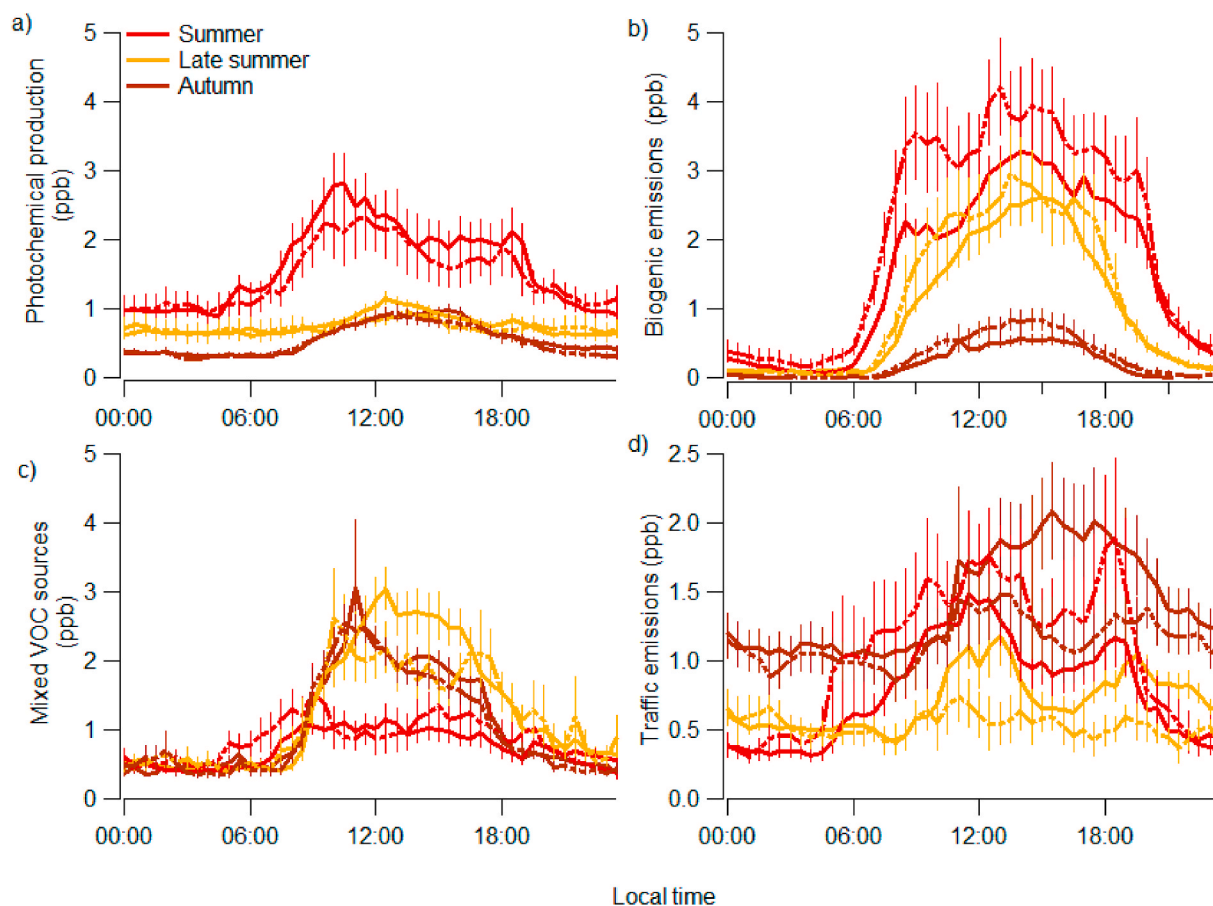 a)
Photochemical production
(ppb)
5
4
3
2
1
0
Summer
Late summer
Autumn
00:00 06:00 12:00 18:00
b)
Biogenic emissions (ppb)
5
4
3
2
1
0
00:00 06:00 12:00 18:00
c)
Mixed VOC sources
(ppb)
5
4
3
2
1
0
00:00 06:00 12:00 18:00
d)
Traffic emissions (ppb)
2.5
2.0
1.5
1.0
0.5
0.0
00:00 06:00 12:00 18:00
Local time